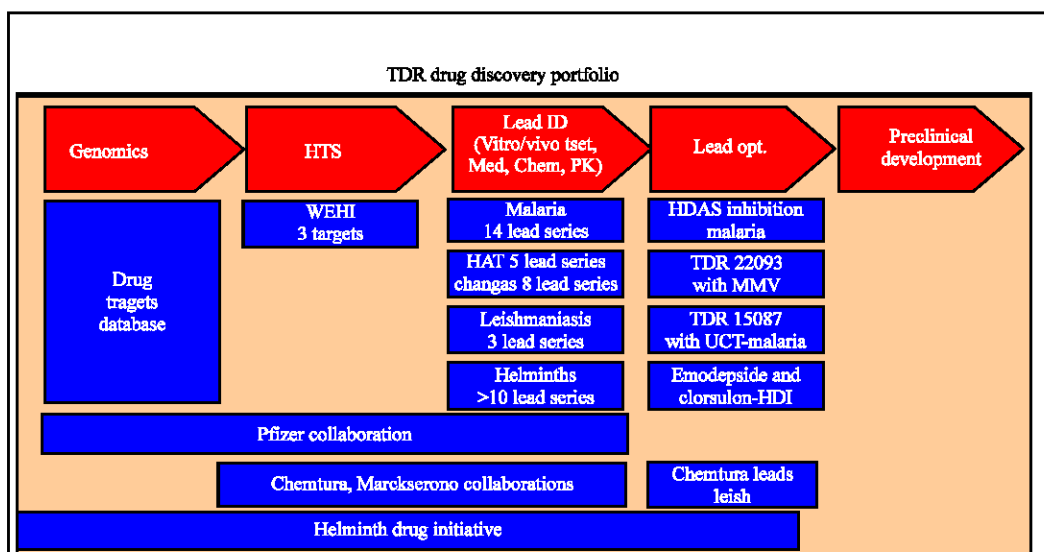 TDR drug discovery portfolio
Genomics
HTS
Lead ID
(Vitro/vivo tset,
Med, Chem, PK)
Lead opt.
Preclinical
development
Drug
tragets
database
WEHI
3 targets
Malaria
14 lead series
HAT 5 lead series
changas 8 lead series
Leishmaniasis
3 lead series
Helminths
>10 lead series
HDAS inhibition
malaria
TDR 22093
with MMV
TDR 15087
with UCT-malaria
Emodepside and
clorsulon-HDI
Pfizer collaboration
Chemtura, Marckserono collaborations
Chemtura leads
leish
Helminth drug initiative